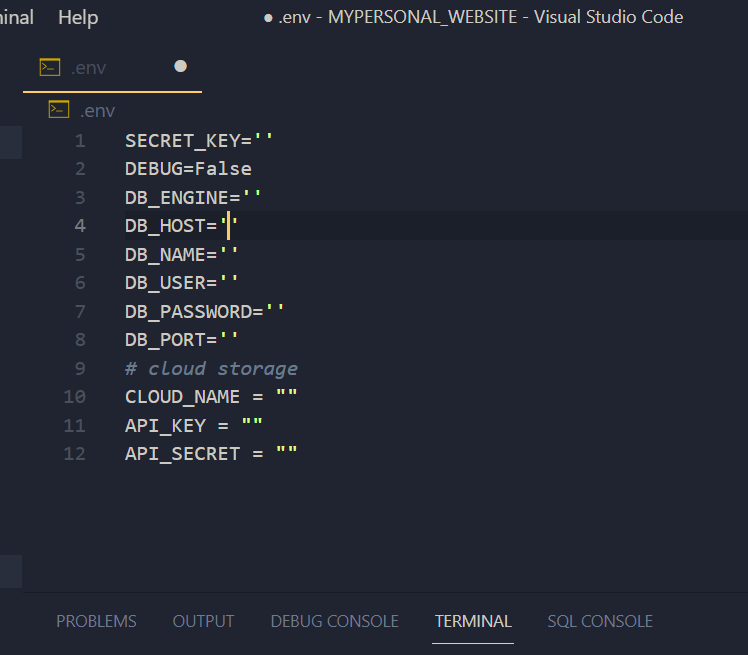 Help
● .env - MYPERSONAL_WEBSITE - Visual Studio Code
.env
.env
1 SECRET_KEY=''
2 DEBUG=False
3 DB_ENGINE=''
4 DB_HOST=''
5 DB_NAME=''
6 DB_USER=''
7 DB_PASSWORD=''
8 DB_PORT=''
9 # cloud storage
10 CLOUD_NAME = ""
11 API_KEY = ""
12 API_SECRET = ""
PROBLEMS OUTPUT DEBUG CONSOLE TERMINAL SQL CONSOLE